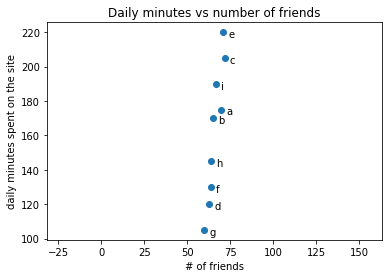 Daily minutes vs number of friends
220
200
180
160
140
120
100
daily minutes spent on the site
e
c
i
a
b
h
f
d
g
−25
0
25
50
75
100
125
150
# of friends